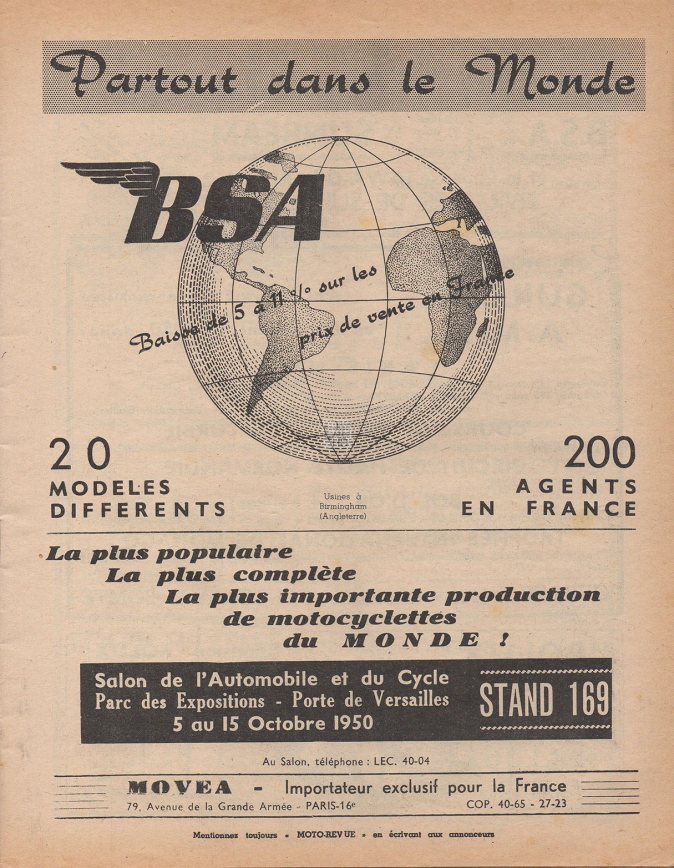 Partout dans le Monde
BSA
Baisse de 5 à 11 % sur les
prix de vente en France
20
MODELES
DIFFERENTS
Usines à
Birmingham
(Angleterre)
200
AGENTS
EN FRANCE
La plus populaire
La plus complète
La plus importante production
de motocyclettes
du MONDE !
Salon de l'Automobile et du Cycle
Parc des Expositions - Porte de Versailles
5 au 15 Octobre 1950
STAND 169
Au Salon, téléphone : LEC. 40-04
MOVEA - Importateur exclusif pour la France
79, Avenue de la Grande Armée - PARIS-16e COP. 40-65 - 27-23
Mentionnez toujours « MOTO-REVUE » en écrivant aux annonceurs